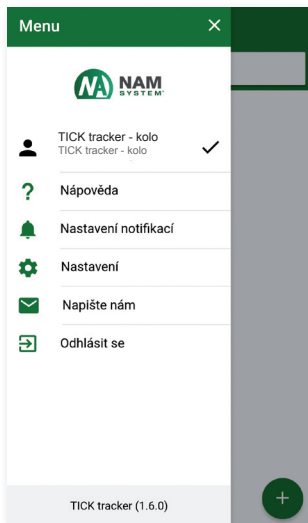 Menu
NAM
SYSTEM
TICK tracker - kolo
TICK tracker - kolo
Nápověda
Nastavení notifikací
Nastavení
Napište nám
Odhlásit se
TICK tracker (1.6.0)